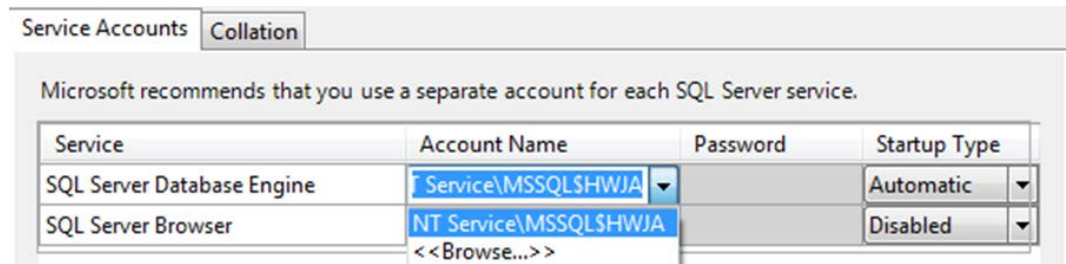 Service Accounts Collation
Microsoft recommends that you use a separate account for each SQL Server service.
Service Account Name Password Startup Type
SQL Server Database Engine T Service\MSSQL$HWJA Automatic
SQL Server Browser NT Service\MSSQL$HWJA Disabled
<<Browse...>>